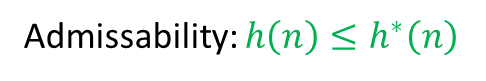 Admissability: h(n) ≤ h*(n)